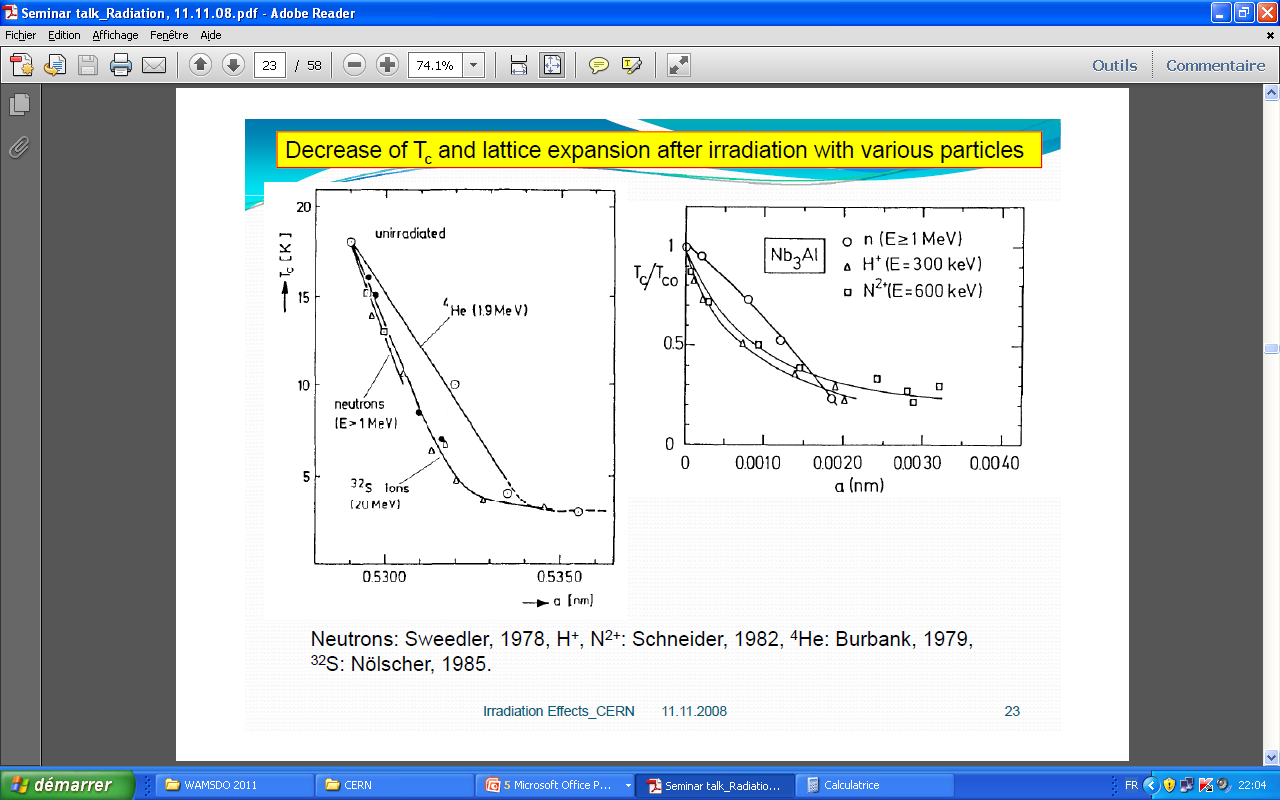 Seminar talk_Radiation, 11.11.08.pdf - Adobe Reader
Fichier Edition Affichage Fenêtre Aide
23 / 58 74.1% Outils Commentaire
Decrease of Tc and lattice expansion after irradiation with various particles
Tc [K]
20
15
10
5
unirradiated
⁴He (1.9 MeV)
neutrons
(E > 1 MeV)
³²S Ions
(20 MeV)
0.5300 0.5350
a [nm]
Tc/Tco
1
0.5
0
Nb₃Al
n (E ≥ 1 MeV)
H⁺ (E = 300 keV)
N²⁺ (E = 600 keV)
0 0.0010 0.0020 0.0030 0.0040
a (nm)
Neutrons: Sweedler, 1978, H⁺, N²⁺: Schneider, 1982, ⁴He: Burbank, 1979,
³²S: Nölscher, 1985.
Irradiation Effects_CERN 11.11.2008 23
démarrer WAMSDO 2011 CERN 5 Microsoft Office P... Seminar talk_Radiatio... Calculatrice FR 22:04